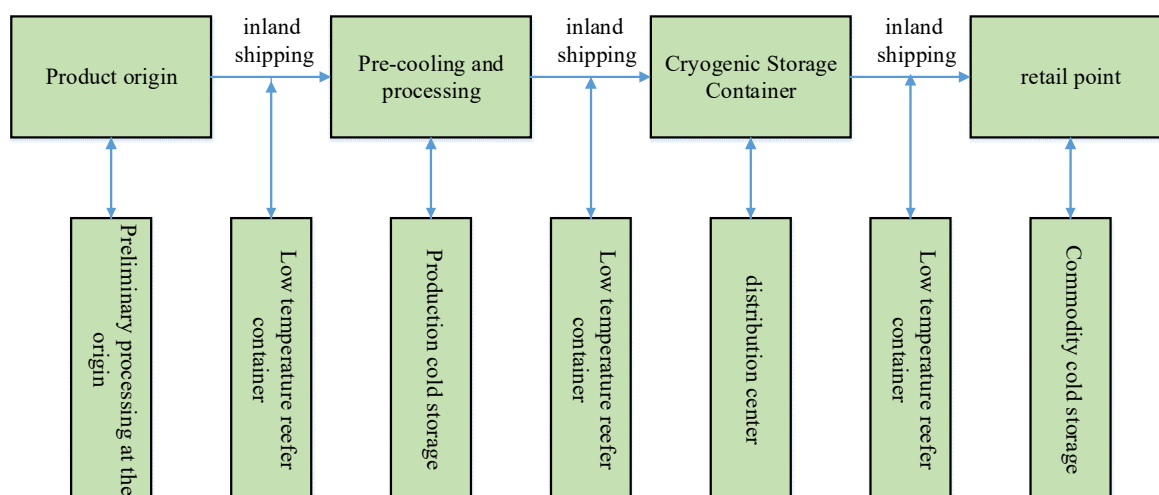 inland
shipping
inland
shipping
inland
shipping
Product origin
Pre-cooling and
processing
Cryogenic Storage
Container
retail point
Preliminary processing at the
origin
Low temperature reefer
container
Production cold storage
Low temperature reefer
container
distribution center
Low temperature reefer
container
Commodity cold storage